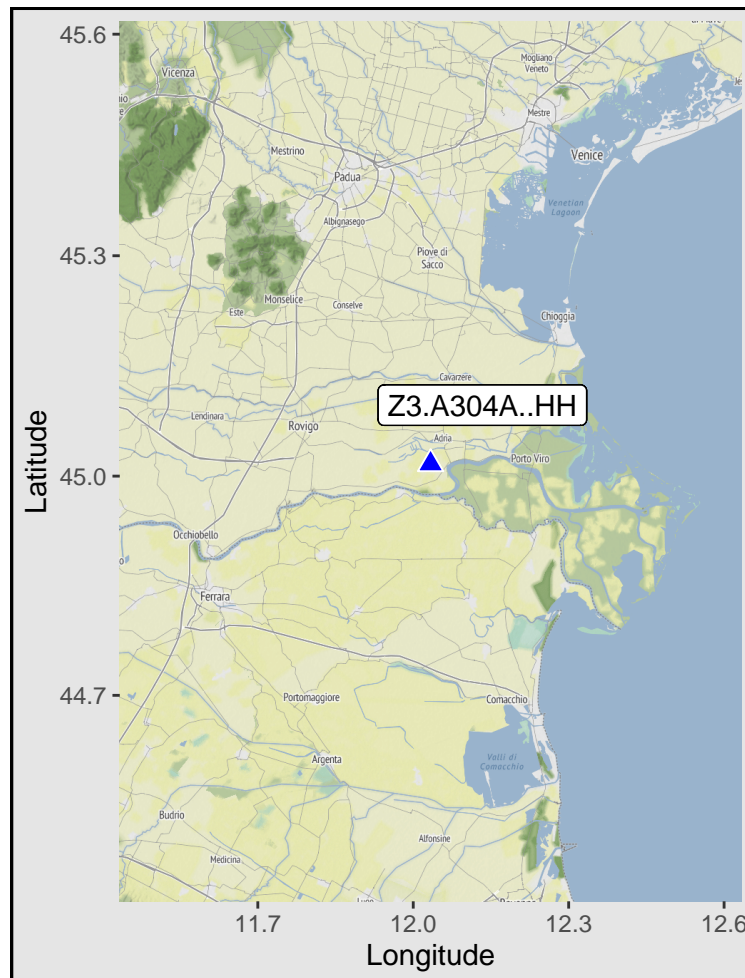 45.6
Mogliano
Veneto
Vicenza
Mestre
Mestrino
Venice
Padua
Venetian
Lagoon
Albignasego
Piove di
Sacco
45.3
Monselice
Conselve
Este
Chioggia
Cavarzere
Z3.A304A..HH
Lendinara
Rovigo
Adria
Porto Viro
45.0
Latitude
Occhiobello
Ferrara
44.7
Portomaggiore
Comacchio
Valli di
Comacchio
Argenta
Budrio
Alfonsine
Medicina
11.7
12.0
12.3
12.6
Longitude